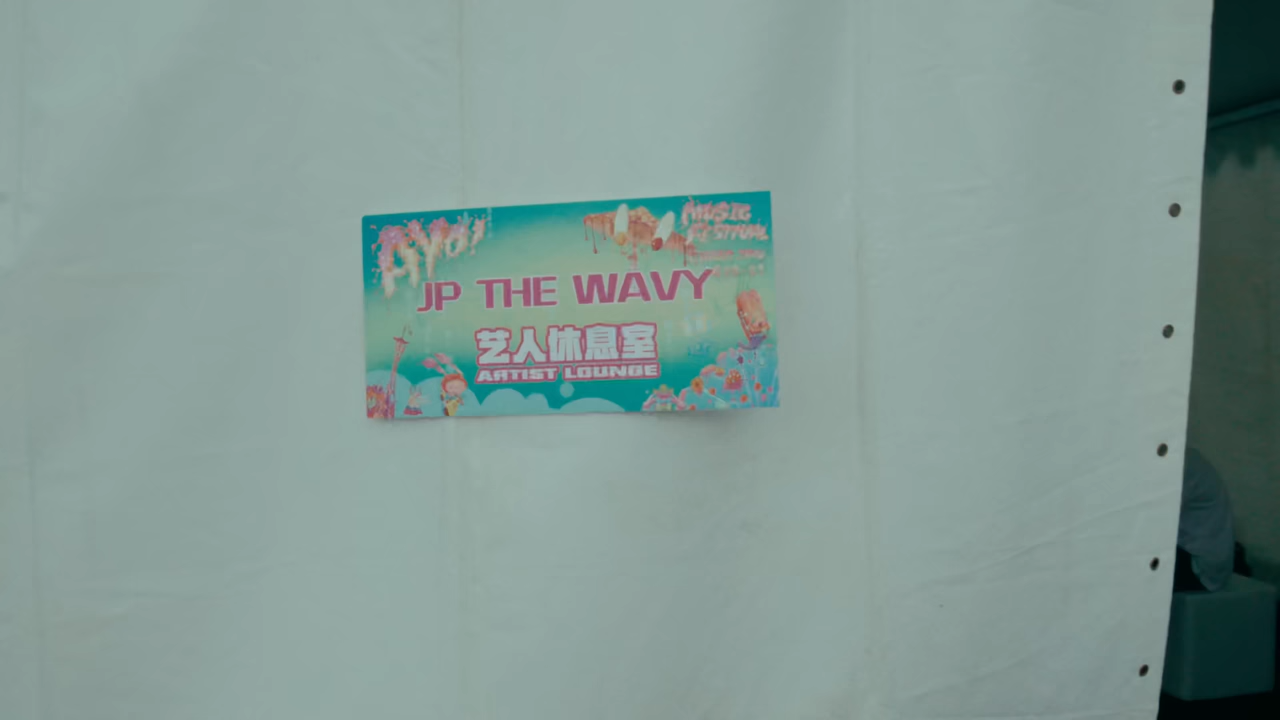 AYo!
MUSIC
FESTIVAL
JP THE WAVY
艺人休息室
ARTIST LOUNGE